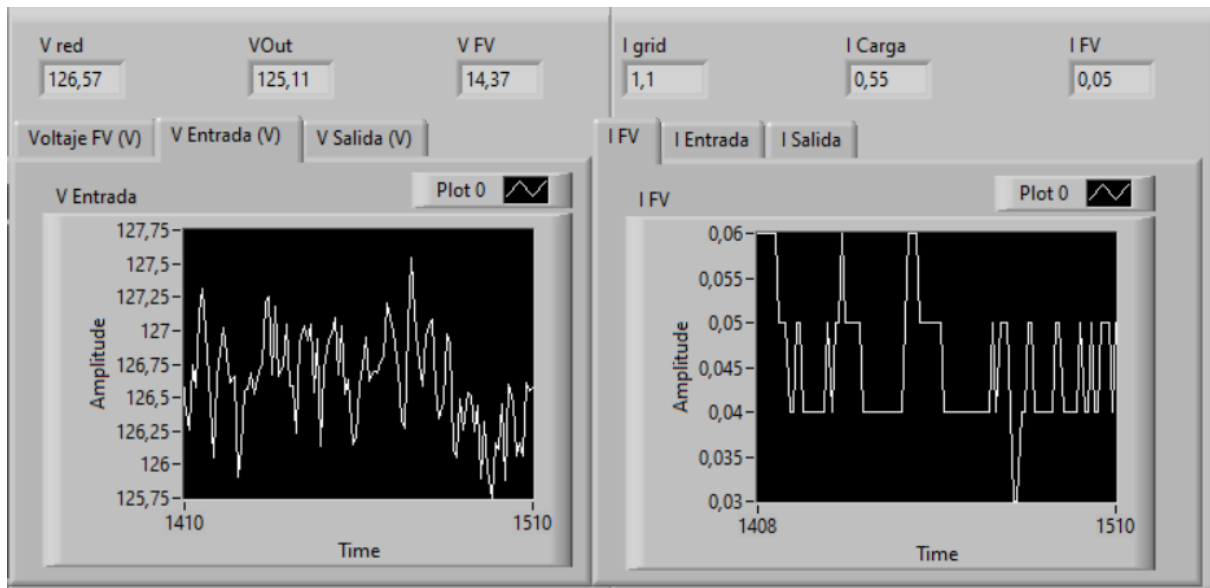 V red VOut V FV I grid I Carga I FV
126,57 125,11 14,37 1,1 0,55 0,05
Voltaje FV (V) V Entrada (V) V Salida (V)
V Entrada Plot 0
127,75
127,5
127,25
127
126,75
126,5
126,25
126
125,75
Amplitude
1410 1510
Time
I FV I Entrada I Salida
I FV Plot 0
0,06
0,055
0,05
0,045
0,04
0,035
0,03
Amplitude
1408 1510
Time